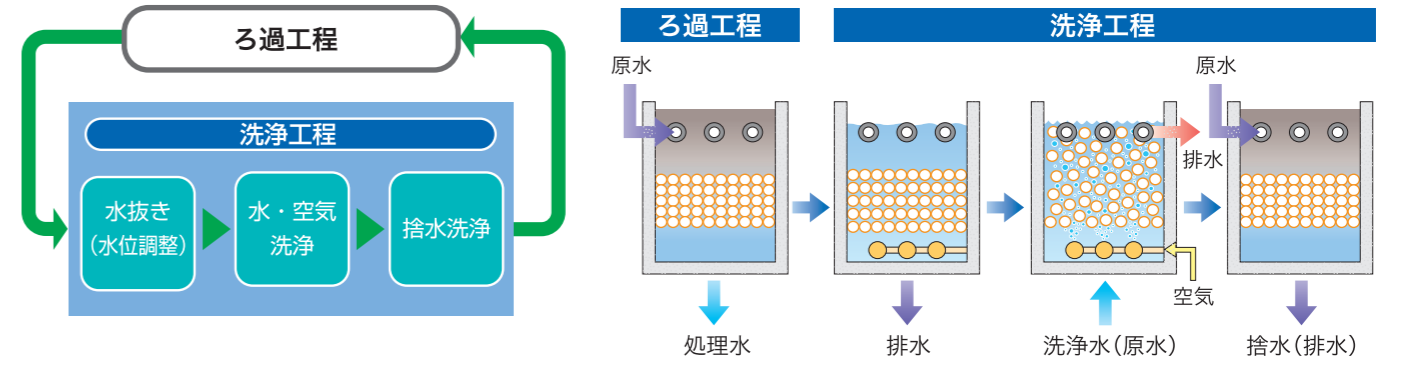 ろ過工程
洗浄工程
水抜き
(水位調整)
水・空気
洗浄
捨水洗浄
ろ過工程
洗浄工程
原水
処理水
排水
排水
空気
洗浄水(原水)
原水
捨水(排水)